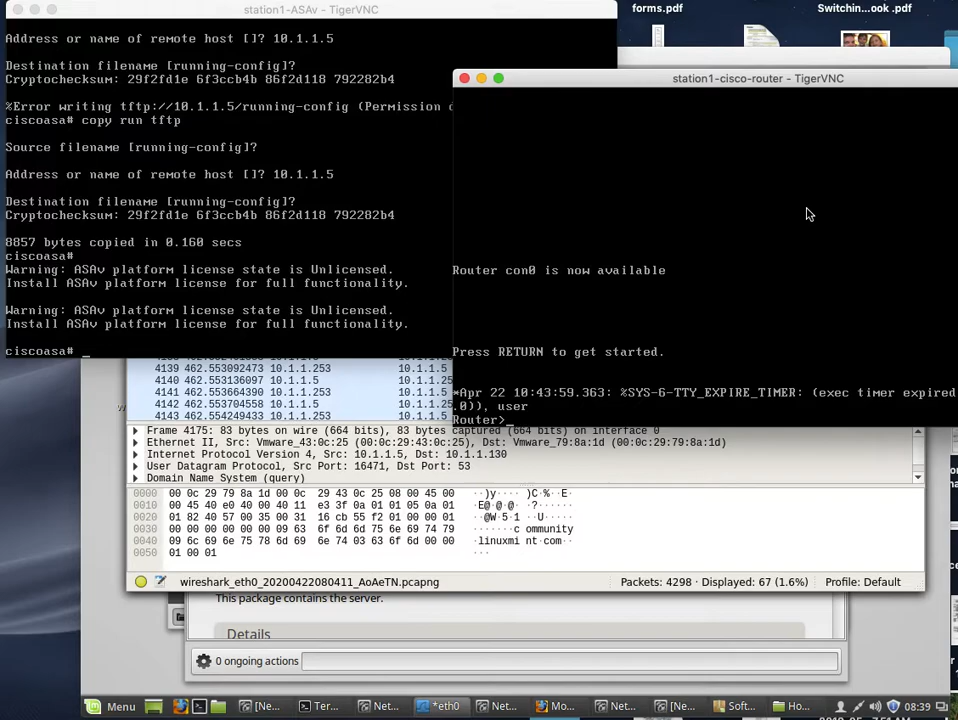 station1-ASAv - TigerVNC
forms.pdf
Switchin...ook .pdf
Address or name of remote host []? 10.1.1.5
Destination filename [running-config]?
Cryptochecksum: 29f2fd1e 6f3ccb4b 86f2d118 792282b4
%Error writing tftp://10.1.1.5/running-config (Permission d
ciscoasa# copy run tftp
Source filename [running-config]?
Address or name of remote host []? 10.1.1.5
Destination filename [running-config]?
Cryptochecksum: 29f2fd1e 6f3ccb4b 86f2d118 792282b4
8857 bytes copied in 0.160 secs
ciscoasa#
Warning: ASAv platform license state is Unlicensed.
Install ASAv platform license for full functionality.
Warning: ASAv platform license state is Unlicensed.
Install ASAv platform license for full functionality.
ciscoasa# _
station1-cisco-router - TigerVNC
Router con0 is now available
Press RETURN to get started.
*Apr 22 10:43:59.363: %SYS-6-TTY_EXPIRE_TIMER: (exec timer expired
.0)), user
Router>_
4139 462.553092473 10.1.1.253 10.1.1.5
4140 462.553136097 10.1.1.5 10.1.1.2
4141 462.553658007 10.1.1.253 10.1.1.5
4142 462.553704558 10.1.1.5 10.1.1.2
4143 462.554249433 10.1.1.253 10.1.1.5
Frame 4175: 83 bytes on wire (664 bits), 83 bytes captured (664 bits) on interface 0
Ethernet II, Src: Vmware_43:0c:25 (00:0c:29:43:0c:25), Dst: Vmware_79:8a:1d (00:0c:29:79:8a:1d)
Internet Protocol Version 4, Src: 10.1.1.5, Dst: 10.1.1.130
User Datagram Protocol, Src Port: 16471, Dst Port: 53
Domain Name System (query)
0000 00 0c 29 79 8a 1d 00 0c 29 43 0c 25 08 00 45 00 ··)y···· )C·%··E·
0010 00 45 40 e0 40 00 40 11 e3 3f 0a 01 01 05 0a 01 ·E@·@·@· ·?······
0020 01 82 40 57 00 35 00 31 16 cb 55 f2 01 00 00 01 ··@W·5·1 ··U·····
0030 00 00 00 00 00 00 09 63 6f 6d 6d 75 6e 69 74 79 ·······c ommunity
0040 09 6c 69 6e 75 78 6d 69 6e 74 03 63 6f 6d 00 00 ·linuxmi nt·com··
0050 01 00 01 ···
wireshark_eth0_20200422080411_AoAeTN.pcapng
Packets: 4298 · Displayed: 67 (1.6%)
Profile: Default
This package contains the server.
Details
0 ongoing actions
Menu
[Ne...
Ter...
Net...
*eth0
Net...
Mo...
Net...
[Ne...
Soft...
Ho...
08:39